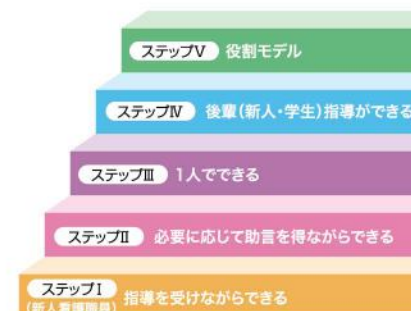 ステップⅤ 役割モデル
ステップⅣ 後輩(新人・学生)指導ができる
ステップⅢ 1人でできる
ステップⅡ 必要に応じて助言を得ながらできる
ステップⅠ 指導を受けながらできる
(新人看護職員)